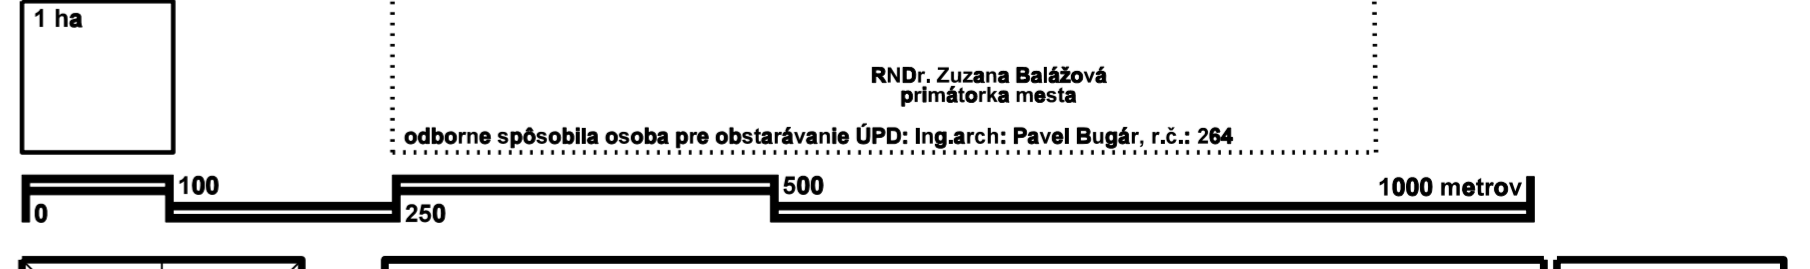 1 ha
RNDr. Zuzana Balážová
primátorka mesta
odborne spôsobila osoba pre obstarávanie ÚPD: Ing.arch: Pavel Bugár, r.č.: 264
100
500
1000 metrov
0
250